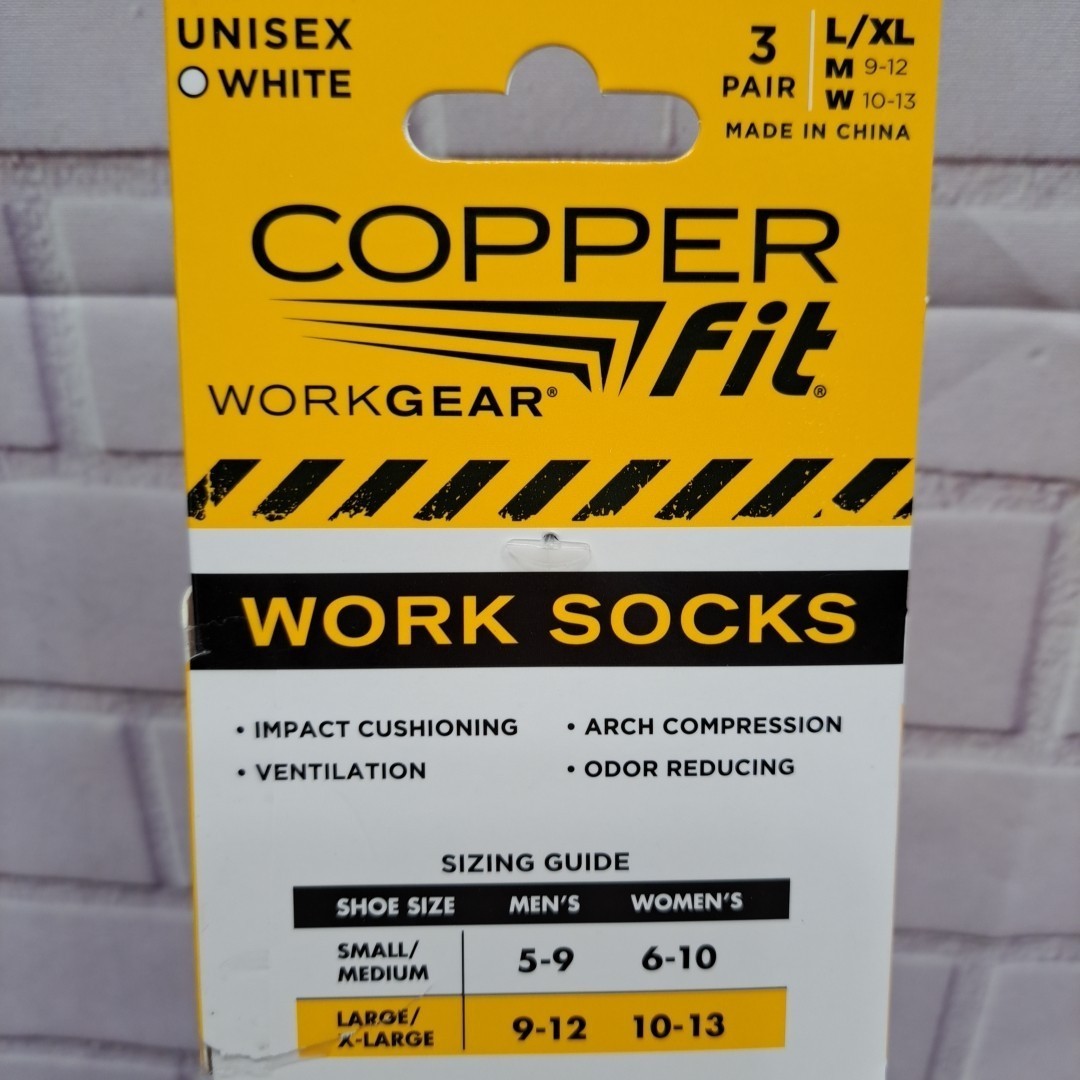 UNISEX
WHITE
3
PAIR
L/XL
M 9-12
W 10-13
MADE IN CHINA
COPPER
fit®
WORKGEAR®
WORK SOCKS
• IMPACT CUSHIONING
• VENTILATION
• ARCH COMPRESSION
• ODOR REDUCING
SIZING GUIDE
SHOE SIZE MEN'S WOMEN'S
SMALL/
MEDIUM 5-9 6-10
LARGE/
X-LARGE 9-12 10-13